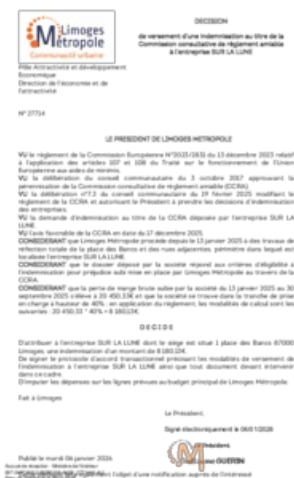 Limoges
Métropole
Communauté urbaine
DECISION
de versement d'une indemnisation au titre de la
Commission consultative de règlement amiable
à l'entreprise SUR LA LUNE
Pôle Attractivité et développement
Economique
Direction de l'économie et de
l'attractivité
N° 27714
LE PRESIDENT DE LIMOGES METROPOLE
VU le règlement de la Commission Européenne N°2023/2831 du 13 décembre 2023 relatif
à l'application des articles 107 et 108 du Traité sur le fonctionnement de l'Union
Européenne aux aides de minimis,
VU la délibération du conseil communautaire du 3 octobre 2017 approuvant la
pérennisation de la Commission consultative de règlement amiable (CCRA),
VU la délibération n°7.3 du conseil communautaire du 19 février 2025 modifiant le
règlement de la CCRA et autorisant le Président à prendre les décisions d'indemnisation
des entreprises,
VU la demande d'indemnisation au titre de la CCRA déposée par l'entreprise SUR LA
LUNE,
VU l'avis favorable de la CCRA en date du 17 décembre 2025,
CONSIDERANT que Limoges Métropole procède depuis le 13 janvier 2025 à des travaux de
réfection totale de la place des Bancs et des rues adjacentes, périmètre dans lequel est
localisée l'entreprise SUR LA LUNE,
CONSIDERANT que le dossier déposé par la société répond aux critères d'éligibilité à
l'indemnisation pour préjudice subi mise en place par Limoges Métropole au travers de la
CCRA,
CONSIDERANT que la perte de marge brute subie par la société du 13 janvier 2025 au 30
septembre 2025 s'élève à 20 450,33€ et que la société se trouve dans la tranche de prise
en charge à hauteur de 40%, en application du règlement, les modalités de calcul sont les
suivantes : 20 450.33 * 40% = 8 180.13€,
D E C I D E
D'attribuer à l'entreprise SUR LA LUNE dont le siège est situé 1 place des Bancs 87000
Limoges, une indemnisation d'un montant de 8 180.13€.
De signer le protocole d'accord transactionnel précisant les modalités de versement de
l'indemnisation à l'entreprise SUR LA LUNE ainsi que tout document devant intervenir
dans ce cadre.
D'imputer les dépenses sur les lignes prévues au budget principal de Limoges Métropole.
Fait à Limoges
Le Président,
Signé électroniquement le 06/01/2026
Président,
Guillaume GUERIN
Publié le mardi 06 janvier 2026
Accusé de réception - Ministère de l'Intérieur
l'objet d'une notification auprès de l'intéressé